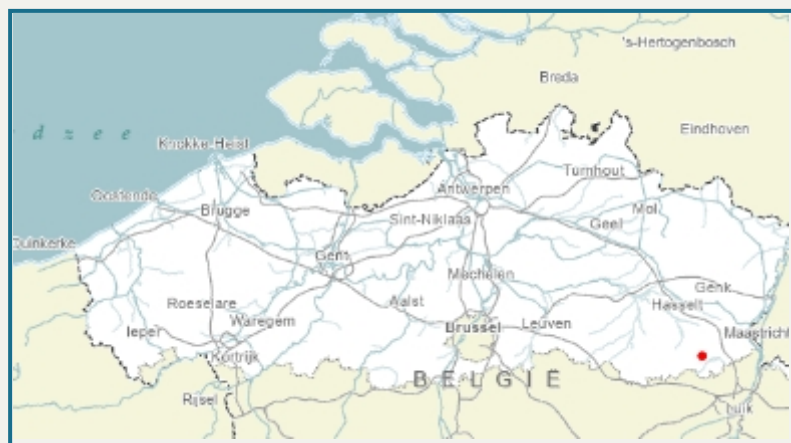 's-Hertogenbosch
Breda
dzee
Eindhoven
Knokke-Heist
Turnhout
Antwerpen
Oostende
Brugge
Sint-Niklaas
Mol
Geel
Duinkerke
Gent
Mechelen
Genk
Roeselare
Aalst
Hasselt
Ieper
Waregem
Brussel
Leuven
Maastricht
Kortrijk
BELGIË
Rijsel
Luik